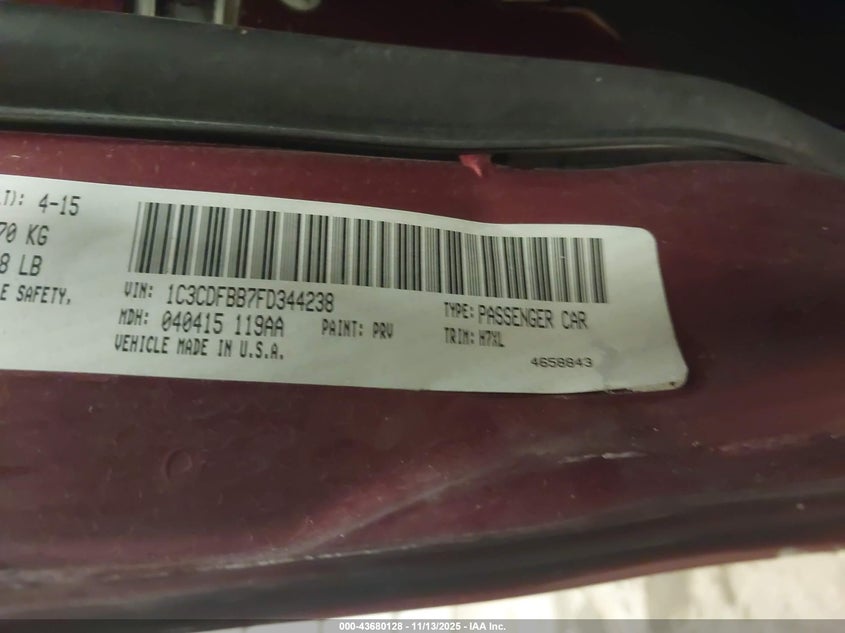 LT): 4-15
70 KG
8 LB
E SAFETY,
VIN: 1C3CDFBB7FD344238
MDH: 040415 119AA
PAINT: PRV
VEHICLE MADE IN U.S.A.
TYPE: PASSENGER CAR
TRIM: H7XL
4658843
000-43680128 - 11/13/2025 - IAA Inc.